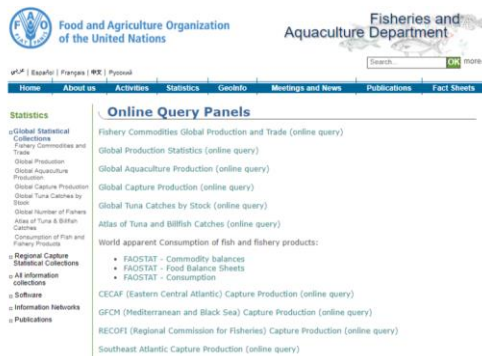 Food and Agriculture Organization
of the United Nations
Fisheries and
Aquaculture Department
Search...
OK
more
عربي | Español | Français | 中文 | Русский
Home
About us
Activities
Statistics
GeoInfo
Meetings and News
Publications
Fact Sheets
Statistics
Global Statistical
Collections
Fishery Commodities and
Trade
Global Production
Global Aquaculture
Production
Global Capture Production
Global Tuna Catches by
Stock
Global Number of Fishers
Atlas of Tuna & Billfish
Catches
Consumption of Fish and
Fishery Products
Regional Capture
Statistical Collections
All information
collections
Software
Information Networks
Publications
Online Query Panels
Fishery Commodities Global Production and Trade (online query)
Global Production Statistics (online query)
Global Aquaculture Production (online query)
Global Capture Production (online query)
Global Tuna Catches by Stock (online query)
Atlas of Tuna and Billfish Catches (online query)
World apparent Consumption of fish and fishery products:
• FAOSTAT - Commodity balances
• FAOSTAT - Food Balance Sheets
• FAOSTAT - Consumption
CECAF (Eastern Central Atlantic) Capture Production (online query)
GFCM (Mediterranean and Black Sea) Capture Production (online query)
RECOFI (Regional Commission for Fisheries) Capture Production (online query)
Southeast Atlantic Capture Production (online query)